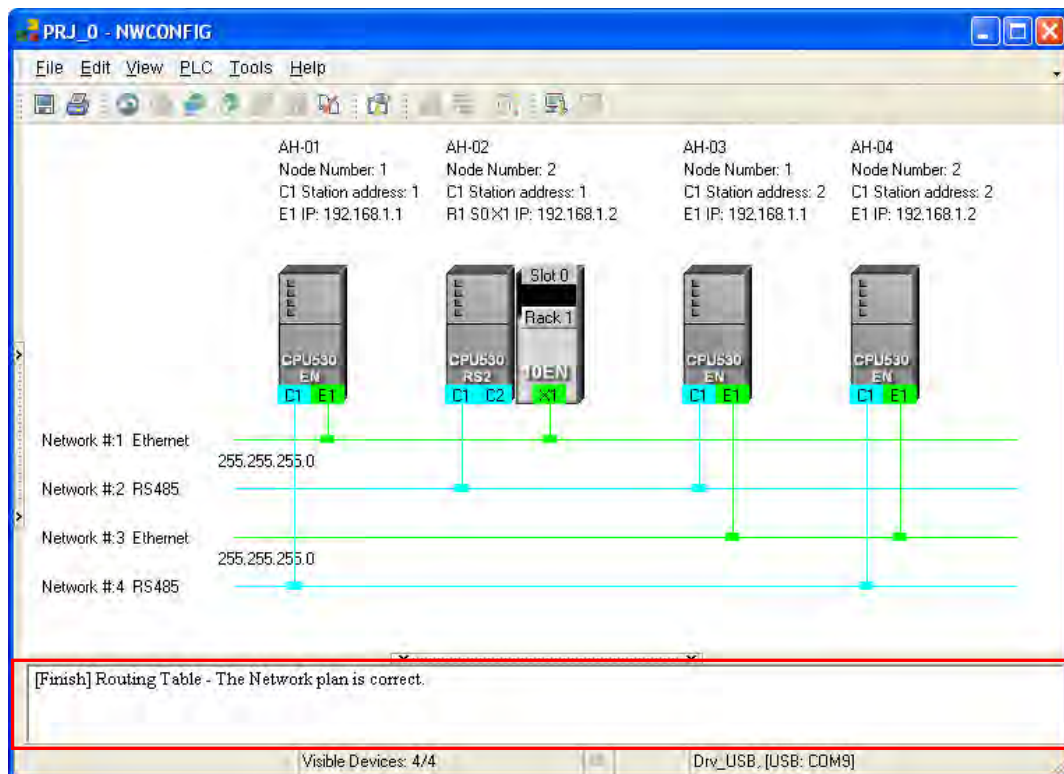 PRJ_0 - NWCONFIG
File Edit View PLC Tools Help
AH-01
Node Number: 1
C1 Station address: 1
E1 IP: 192.168.1.1
AH-02
Node Number: 2
C1 Station address: 1
R1 S0 X1 IP: 192.168.1.2
AH-03
Node Number: 1
C1 Station address: 2
E1 IP: 192.168.1.1
AH-04
Node Number: 2
C1 Station address: 2
E1 IP: 192.168.1.2
CPU530
EN
C1 E1
CPU530
RS2
C1 C2
Slot 0
Rack 1
10EN
X1
CPU530
EN
C1 E1
CPU530
EN
C1 E1
Network #:1 Ethernet
255.255.255.0
Network #:2 RS485
Network #:3 Ethernet
255.255.255.0
Network #:4 RS485
[Finish] Routing Table - The Network plan is correct.
Visible Devices: 4/4
Drv_USB, [USB: COM9]